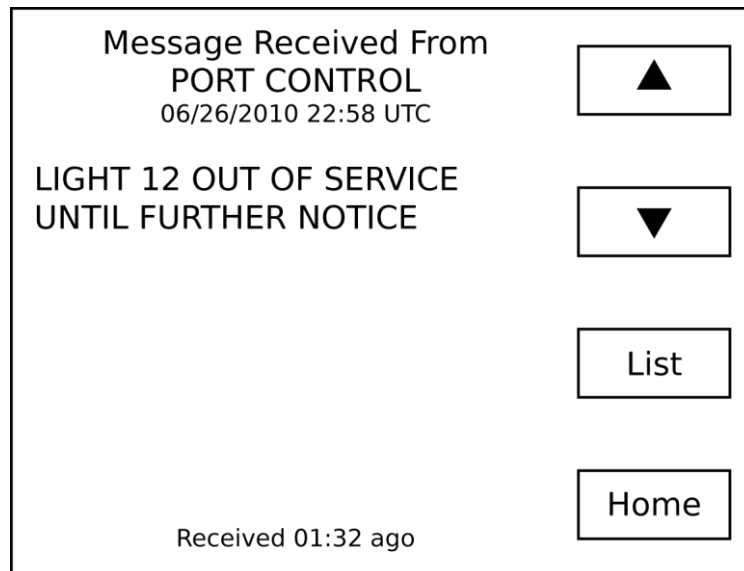 Message Received From
PORT CONTROL
06/26/2010 22:58 UTC
LIGHT 12 OUT OF SERVICE
UNTIL FURTHER NOTICE
Received 01:32 ago
▲
▼
List
Home